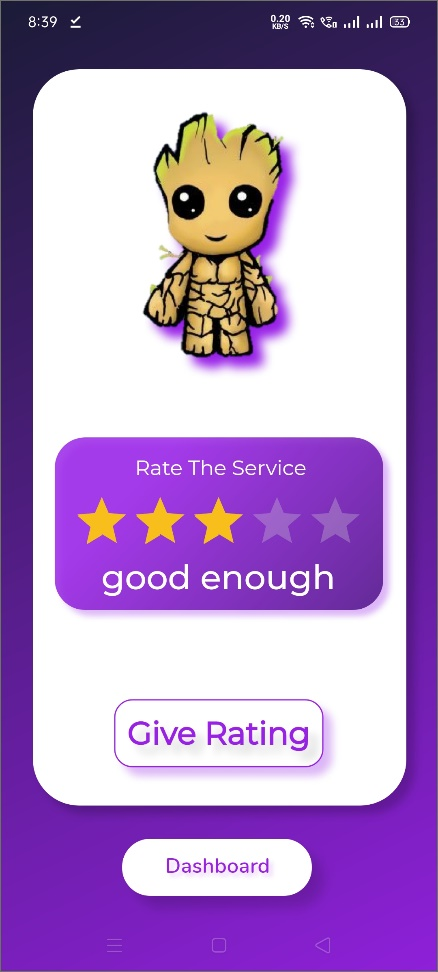 8:39
0.20
KB/S
33
Rate The Service
good enough
Give Rating
Dashboard